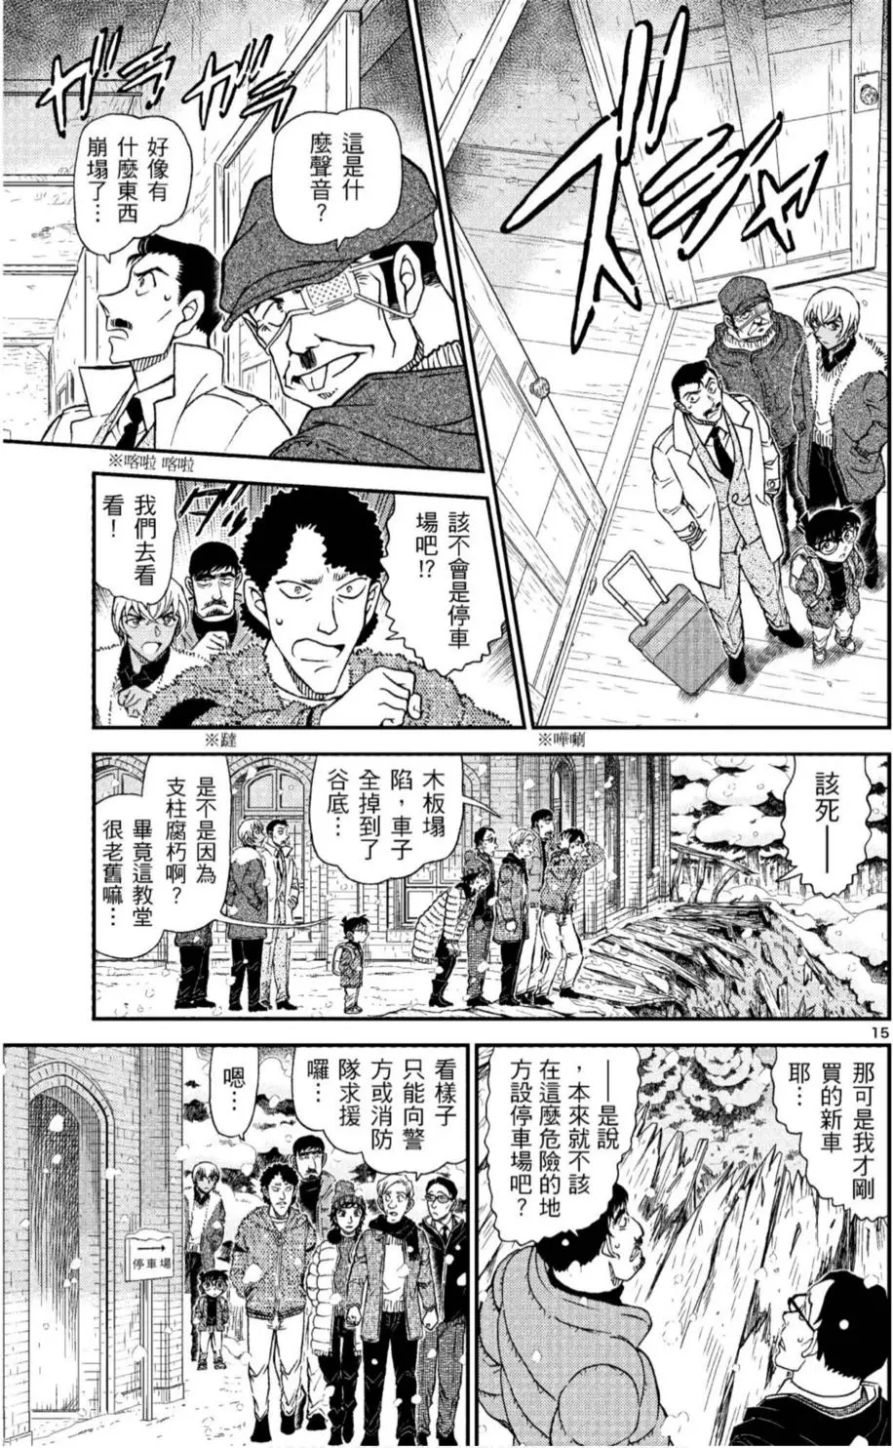 ズシャ
這是什
麼聲音？
ガラ
ガラ
好像有
什麼東西
崩塌了…
※喀啦 喀啦
※嘩唰
該不會是停車
場吧!?
ダッ
我們去看
看！
※躂
該死——
木板塌
陷，車子
全掉到了
谷底…
是不是因為
支柱腐朽啊？
畢竟這教堂
很老舊嘛…
15
那可是我才剛
買的新車
耶…
——是說
，本來就不該
在這麼危險的地
方設停車場吧？
看樣子
只能向警
方或消防
隊求援
囉…
嗯…
→
停車場